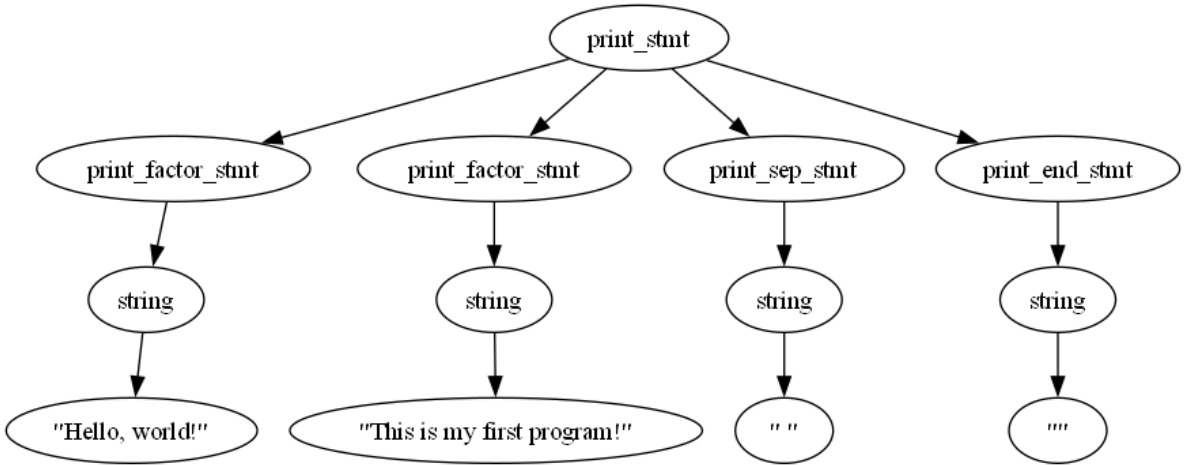 print_stmt
print_factor_stmt
print_factor_stmt
print_sep_stmt
print_end_stmt
string
string
string
string
"Hello, world!"
"This is my first program!"
" "
""